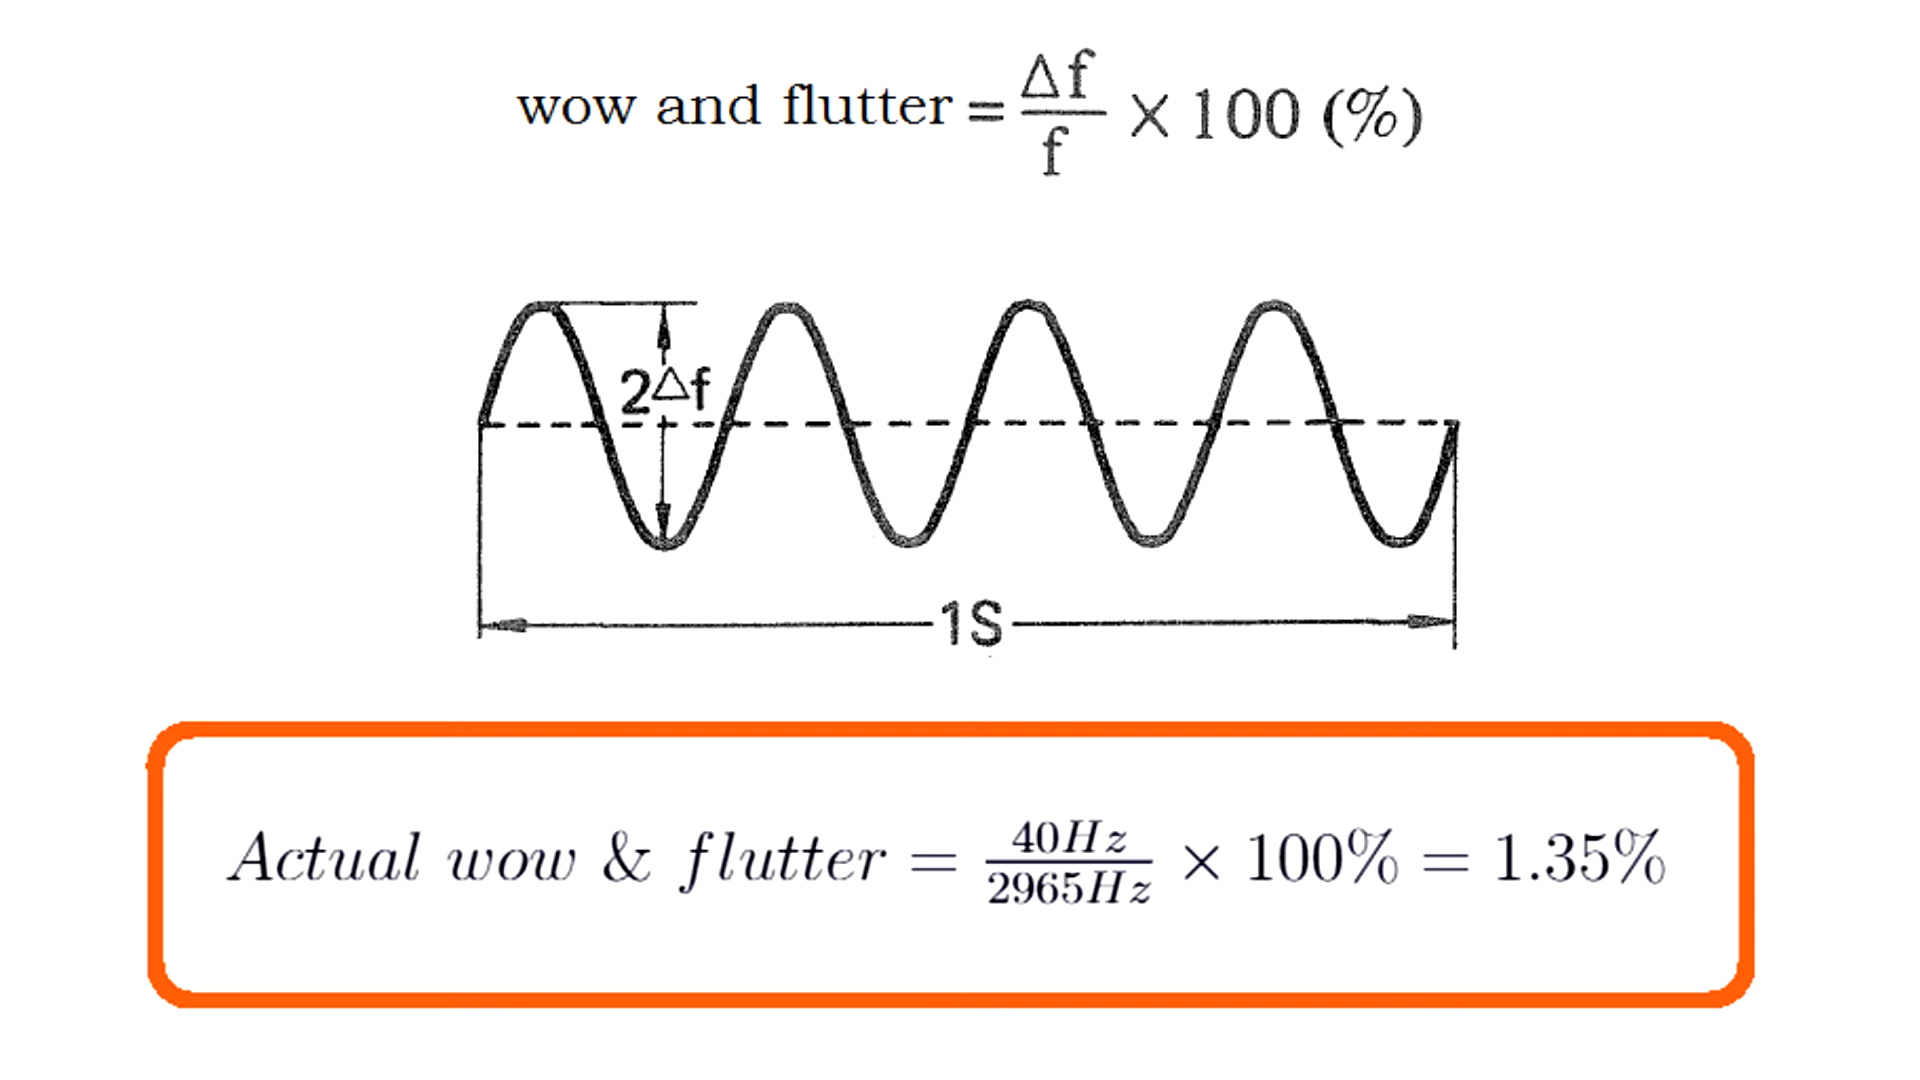 wow and flutter = Δf/f × 100 (%)
2Δf
1S
Actual wow & flutter = 40Hz/2965Hz × 100% = 1.35%